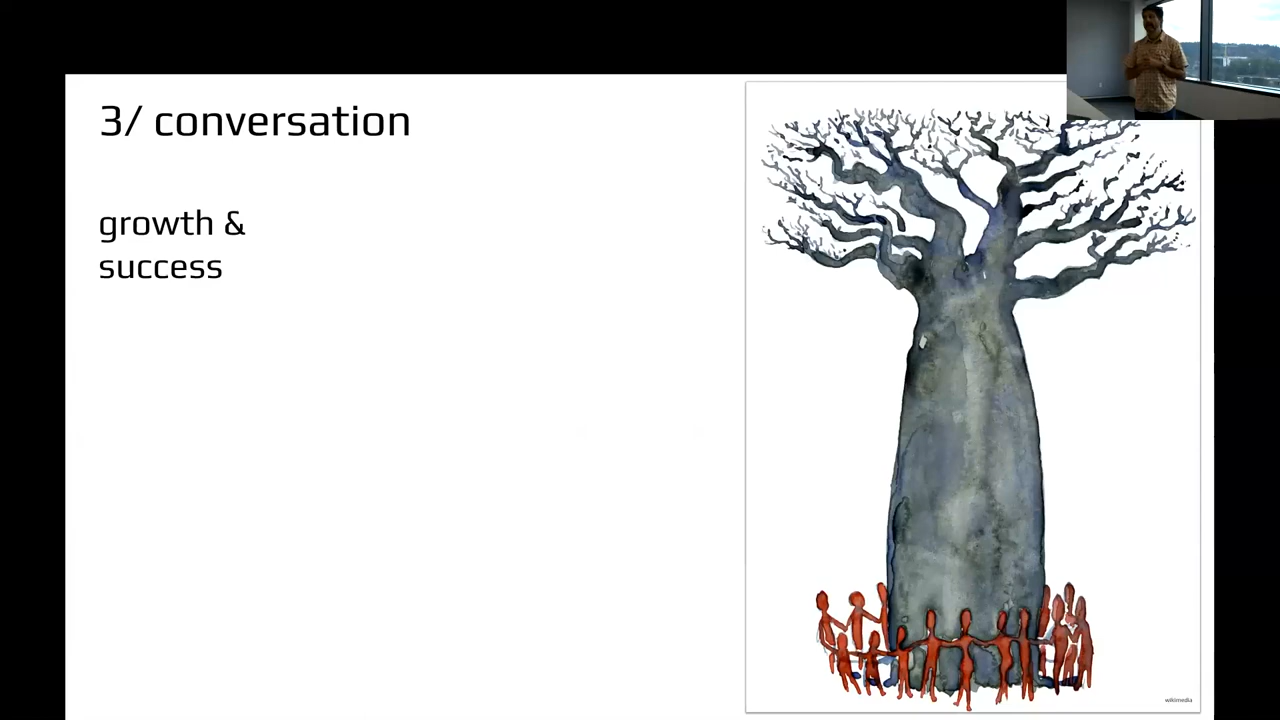 3/ conversation
growth &
success
wikimedia